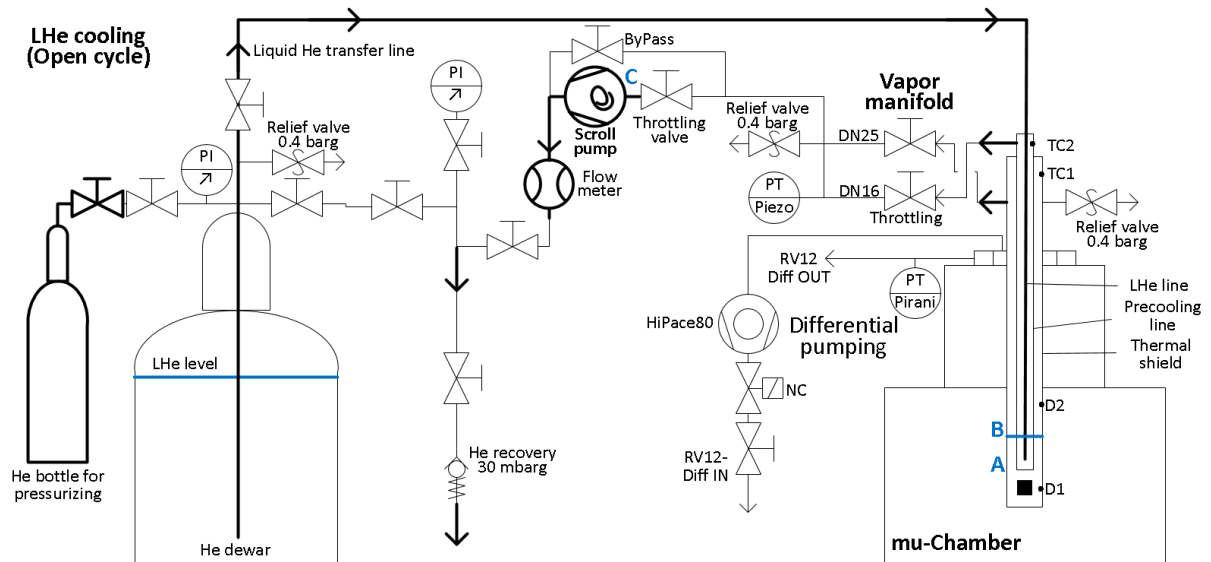 LHe cooling
(Open cycle)
Liquid He transfer line
PI
Relief valve
0.4 barg
PI
ByPass
C
Scroll
pump
Throttling
valve
Flow
meter
Relief valve
0.4 barg
Vapor
manifold
DN25
DN16
Throttling
PT
Piezo
TC2
TC1
Relief valve
0.4 barg
RV12
Diff OUT
PT
Pirani
LHe line
Precooling
line
Thermal
shield
HiPace80
Differential
pumping
NC
RV12-
Diff IN
LHe level
He bottle for
pressurizing
He recovery
30 mbarg
He dewar
D2
B
A
D1
mu-Chamber